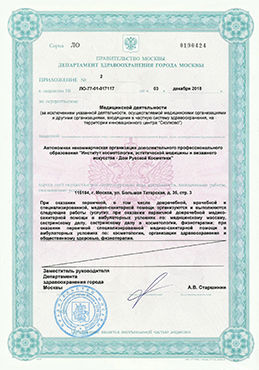 Серия ЛО 0190424
ПРАВИТЕЛЬСТВО МОСКВЫ
ДЕПАРТАМЕНТ ЗДРАВООХРАНЕНИЯ ГОРОДА МОСКВЫ
ПРИЛОЖЕНИЕ № 2
к лицензии № ЛО-77-01-017117 от « 03 » декабря 2018
на осуществление
Медицинской деятельности
(за исключением указанной деятельности, осуществляемой медицинскими организациями
и другими организациями, входящими в частную систему здравоохранения, на
территории инновационного центра "Сколково")
Автономная некоммерческая организация дополнительного профессионального
образования "Институт косметологии, эстетической медицины и визажного
искусства - Дом Русской Косметики"
115184, г. Москва, ул. Большая Татарская, д. 35, стр. 3
При оказании первичной, в том числе доврачебной, врачебной и
специализированной, медико-санитарной помощи организуются и выполняются
следующие работы (услуги): при оказании первичной доврачебной медико-
санитарной помощи в амбулаторных условиях по: медицинскому массажу,
сестринскому делу, сестринскому делу в косметологии, физиотерапии; при
оказании первичной специализированной медико-санитарной помощи в
амбулаторных условиях по: косметологии, организации здравоохранения и
общественному здоровью, физиотерапии.
Заместитель руководителя
Департамента
здравоохранения города
Москвы А.В. Старшинин
является неотъемлемой частью лицензии